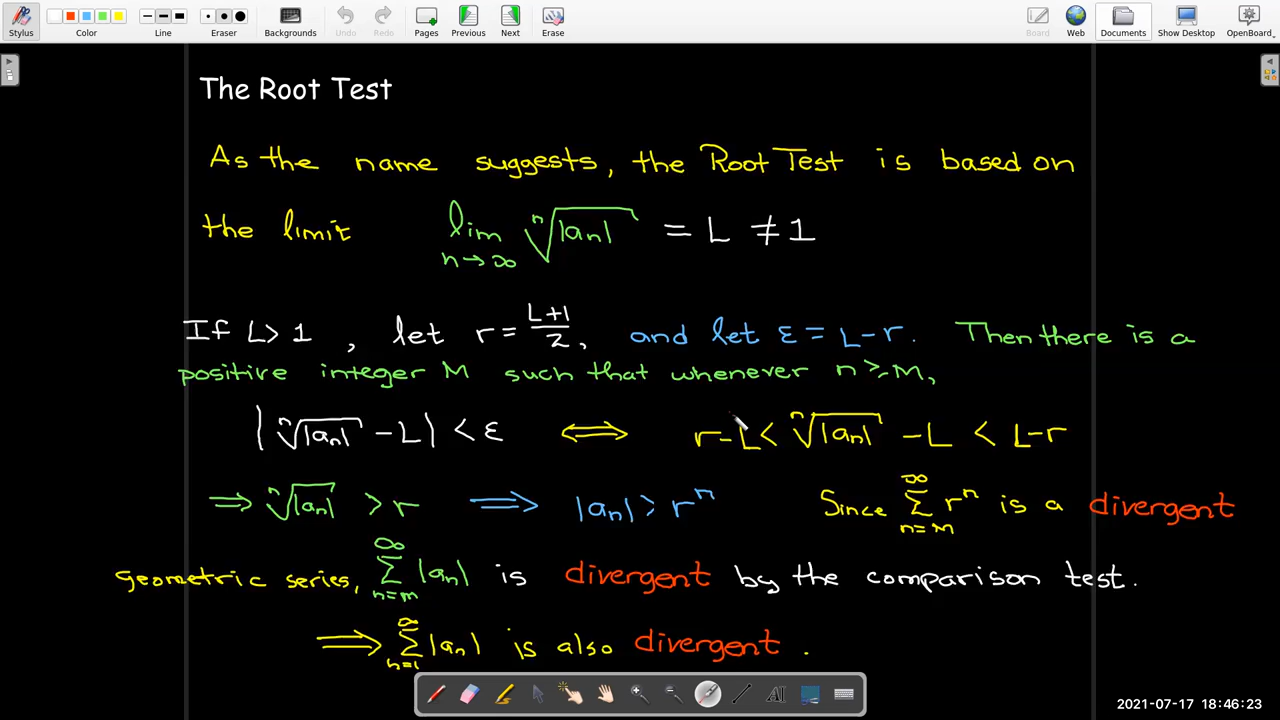 Stylus Color Line Eraser Backgrounds Undo Redo Pages Previous Next Erase Board Web Documents Show Desktop OpenBoard
The Root Test
As the name suggests, the Root Test is based on
the limit lim n→∞ ⁿ√|aₙ| = L ≠ 1
If L > 1, let r = (L+1)/2, and let ε = L-r. Then there is a
positive integer M such that whenever n ≥ M,
|ⁿ√|aₙ| - L| < ε ⟺ r-L < ⁿ√|aₙ| - L < L-r
⟹ ⁿ√|aₙ| > r ⟹ |aₙ| > rⁿ Since ∑_{n=M}^{∞} rⁿ is a divergent
geometric series, ∑_{n=M}^{∞} |aₙ| is divergent by the comparison test.
⟹ ∑_{n=1}^{∞} |aₙ| is also divergent.
AI
2021-07-17 18:46:23